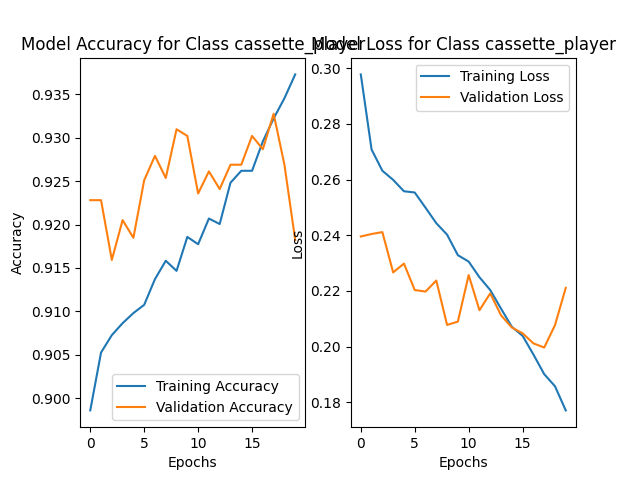 Model Accuracy for Class cassette_player
Model Loss for Class cassette_player
Accuracy
0.935
0.930
0.925
0.920
0.915
0.910
0.905
0.900
Training Accuracy
Validation Accuracy
0
5
10
15
Epochs
Loss
0.30
0.28
0.26
0.24
0.22
0.20
0.18
Training Loss
Validation Loss
0
5
10
15
Epochs